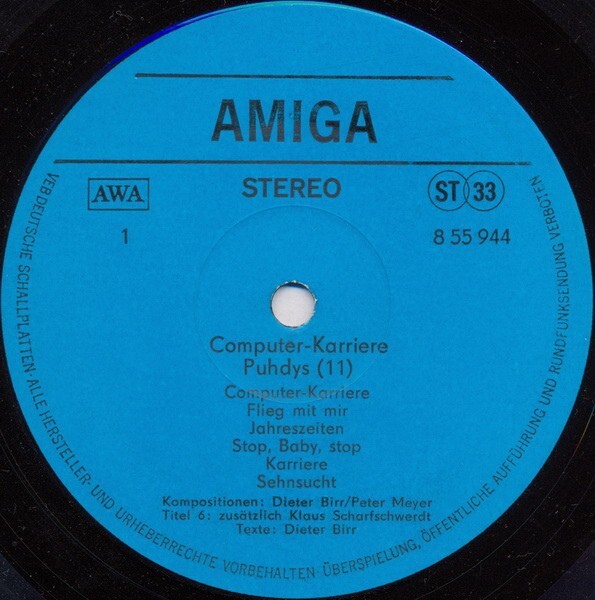 AMIGA
AWA
STEREO
ST 33
1
8 55 944
Computer-Karriere
Puhdys (11)
Computer-Karriere
Flieg mit mir
Jahreszeiten
Stop, Baby, stop
Karriere
Sehnsucht
Kompositionen: Dieter Birr/Peter Meyer
Titel 6: zusätzlich Klaus Scharfschwerdt
Texte: Dieter Birr
VEB DEUTSCHE SCHALLPLATTEN · ALLE HERSTELLER- UND URHEBERRECHTE VORBEHALTEN · ÜBERSPIELUNG, ÖFFENTLICHE AUFFÜHRUNG UND RUNDFUNKSENDUNG VERBOTEN